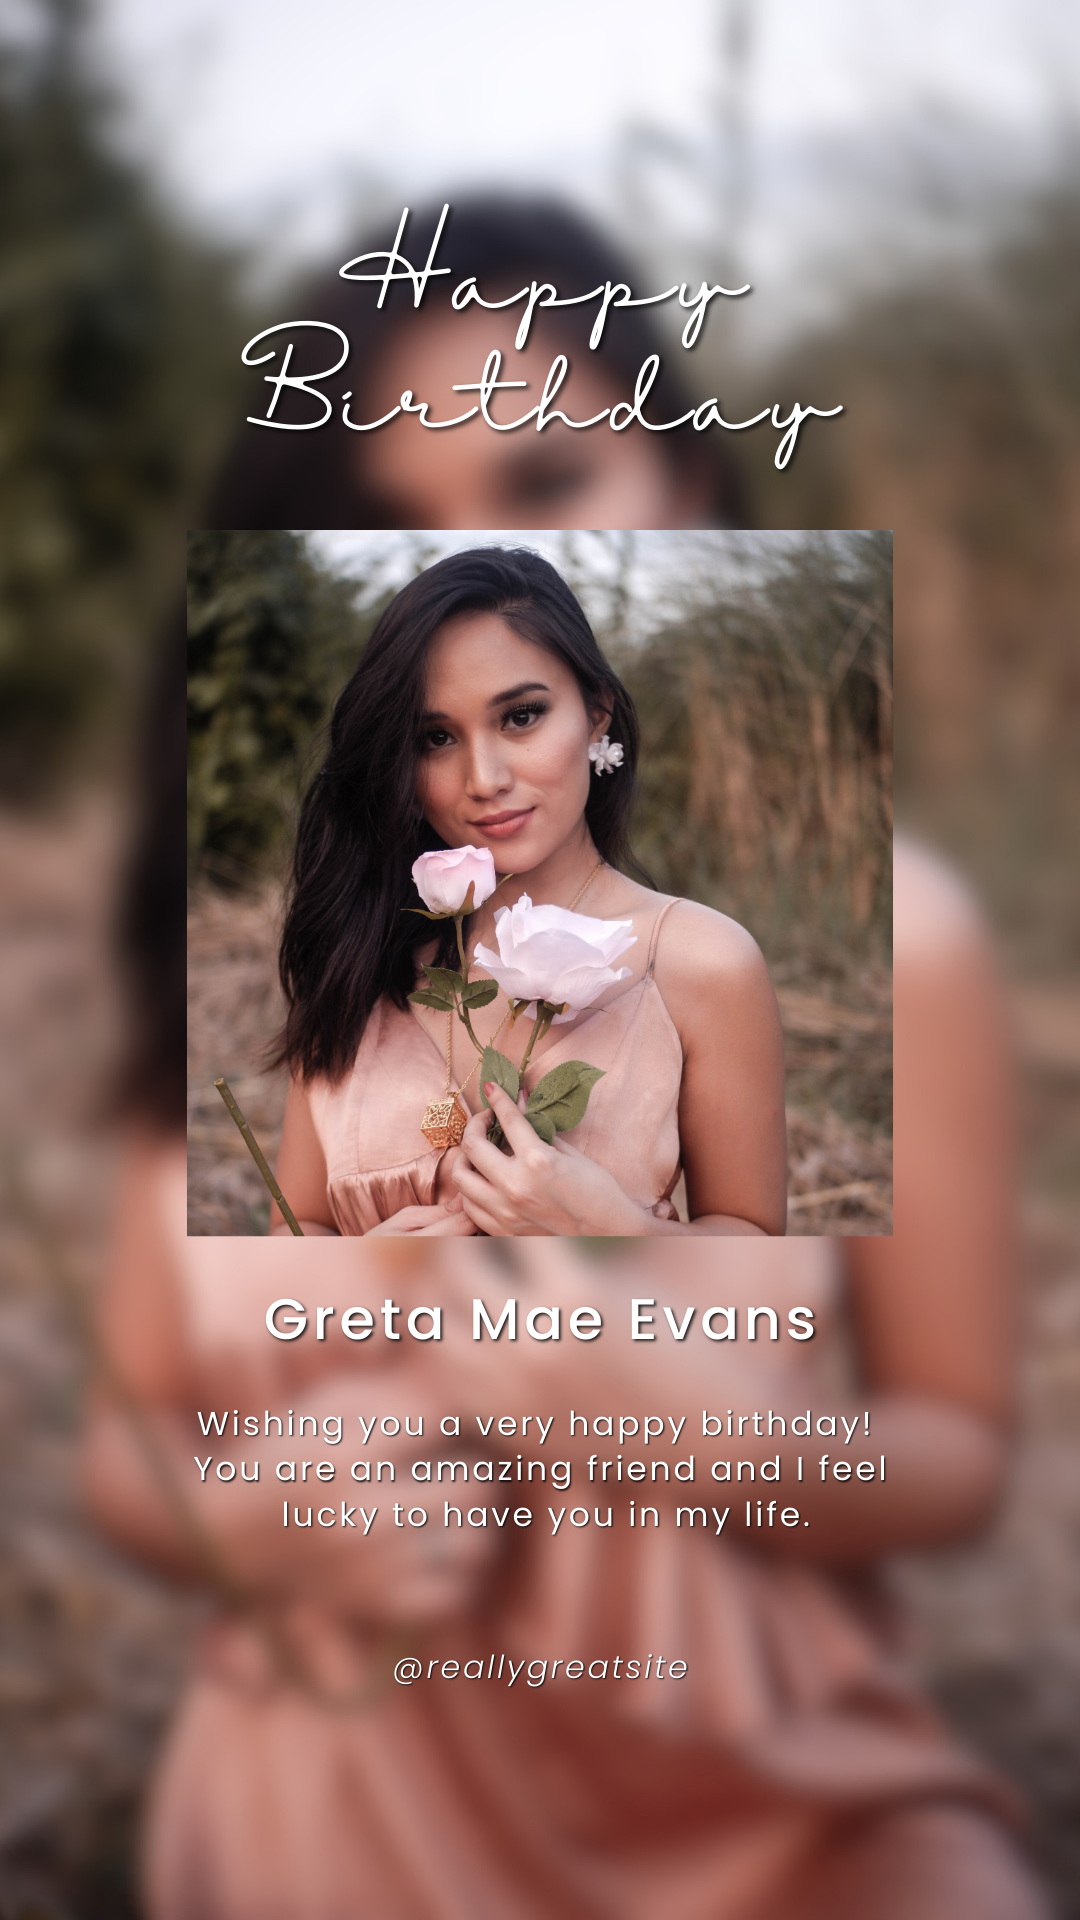 Happy
Birthday
Greta Mae Evans
Wishing you a very happy birthday!
You are an amazing friend and I feel
lucky to have you in my life.
@reallygreatsite